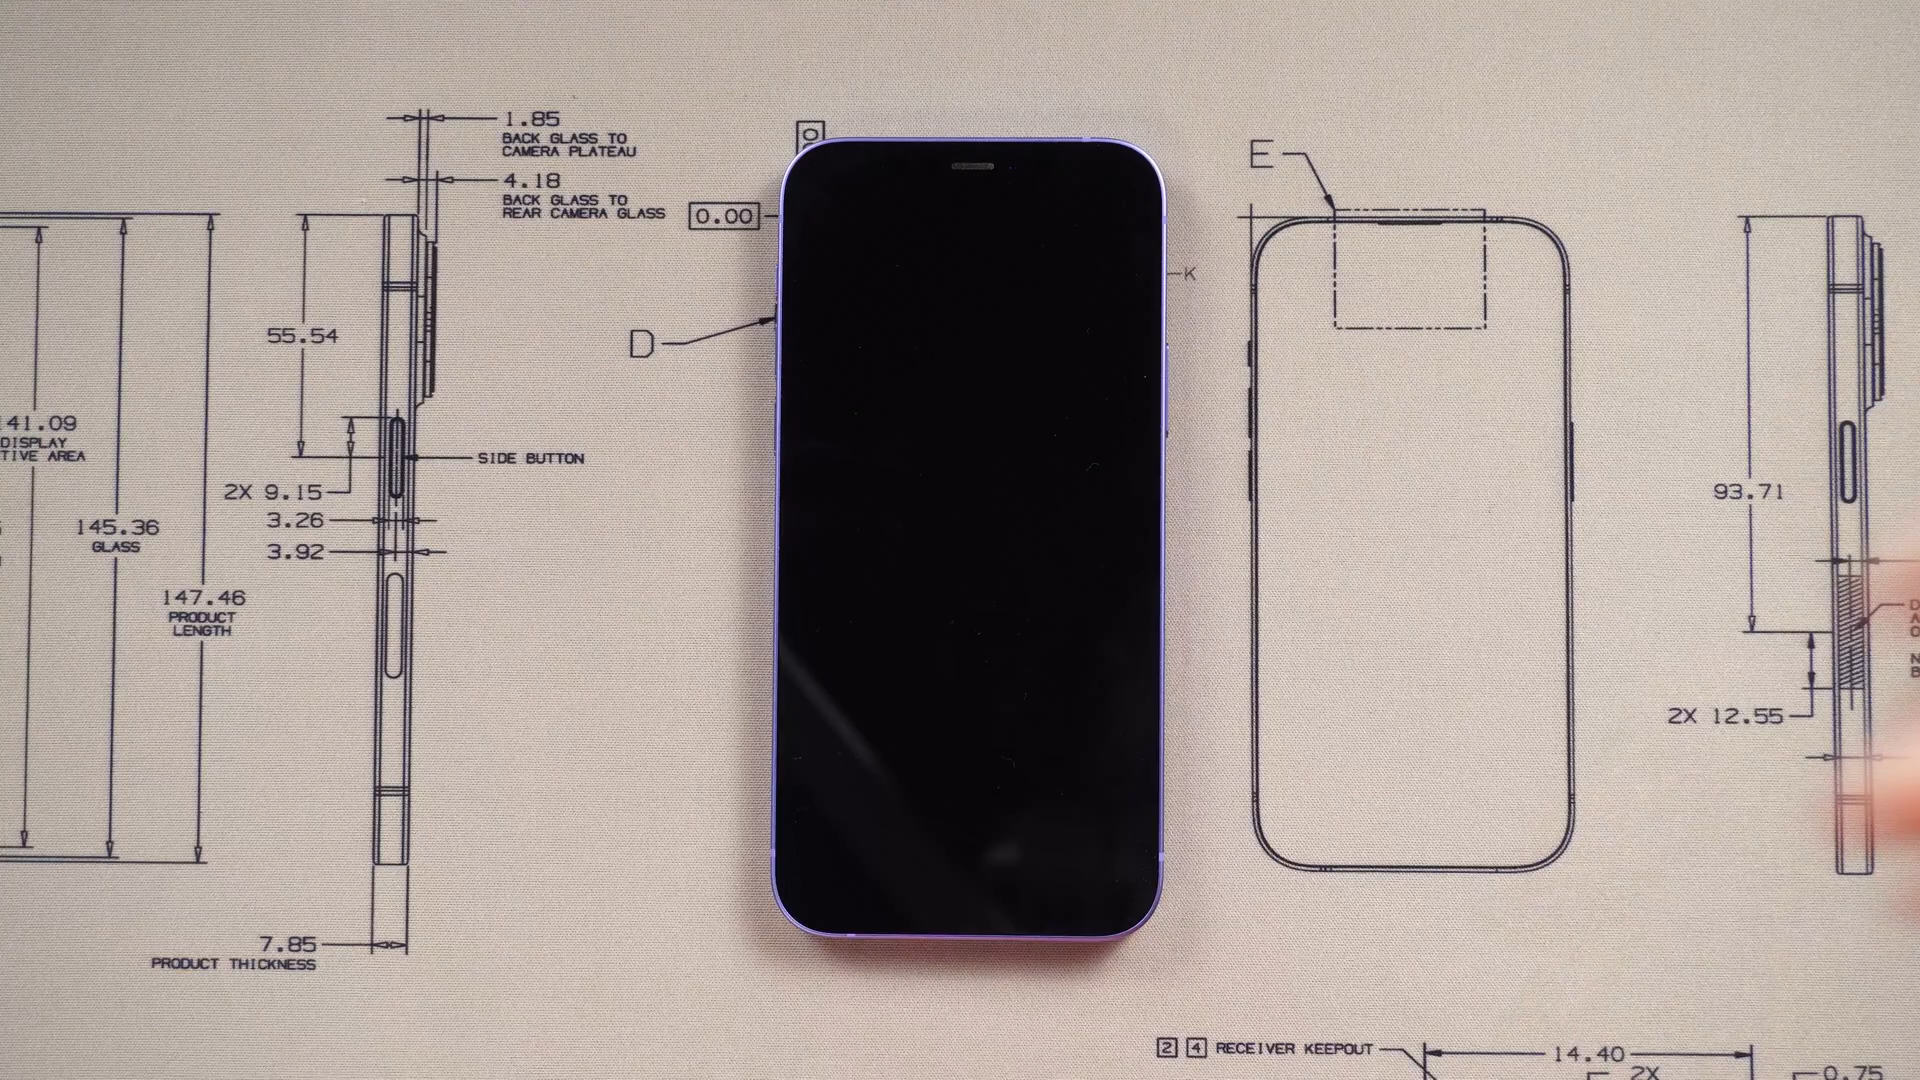 1.85
BACK GLASS TO
CAMERA PLATEAU
4.18
BACK GLASS TO
REAR CAMERA GLASS
0.00
E
K
55.54
D
141.09
DISPLAY
TIVE AREA
SIDE BUTTON
2X 9.15
93.71
3.26
145.36
GLASS
3.92
147.46
PRODUCT
LENGTH
2X 12.55
7.85
PRODUCT THICKNESS
2 4 RECEIVER KEEPOUT
14.40
2X
0.75